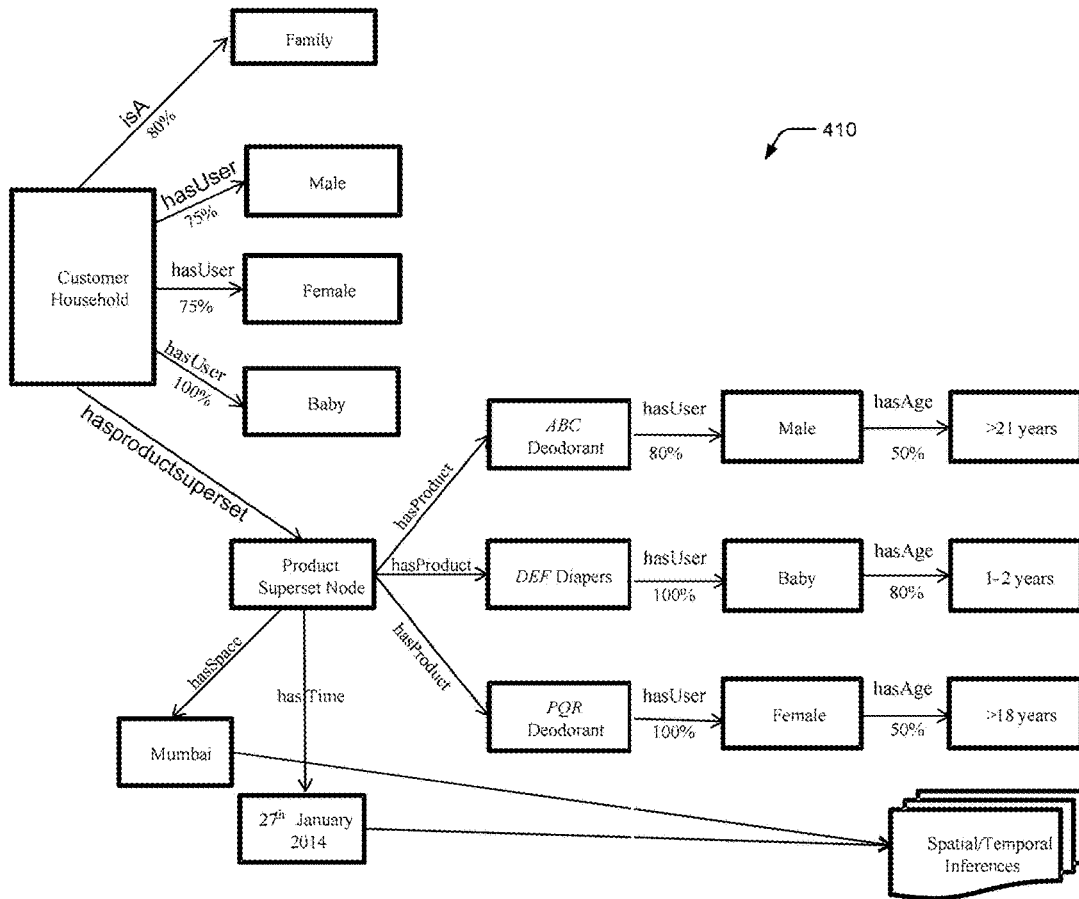 Family
isA
80%
410
hasUser
75%
Male
Customer
Household
hasUser
75%
Female
hasUser
100%
Baby
hasproductsuperset
ABC
Deodorant
hasUser
80%
Male
hasAge
50%
>21 years
hasProduct
Product
Superset Node
hasProduct
DEF Diapers
hasUser
100%
Baby
hasAge
80%
1-2 years
hasProduct
hasSpace
hasTime
PQR
Deodorant
hasUser
100%
Female
hasAge
50%
>18 years
Mumbai
27th January
2014
Spatial/Temporal
Inferences